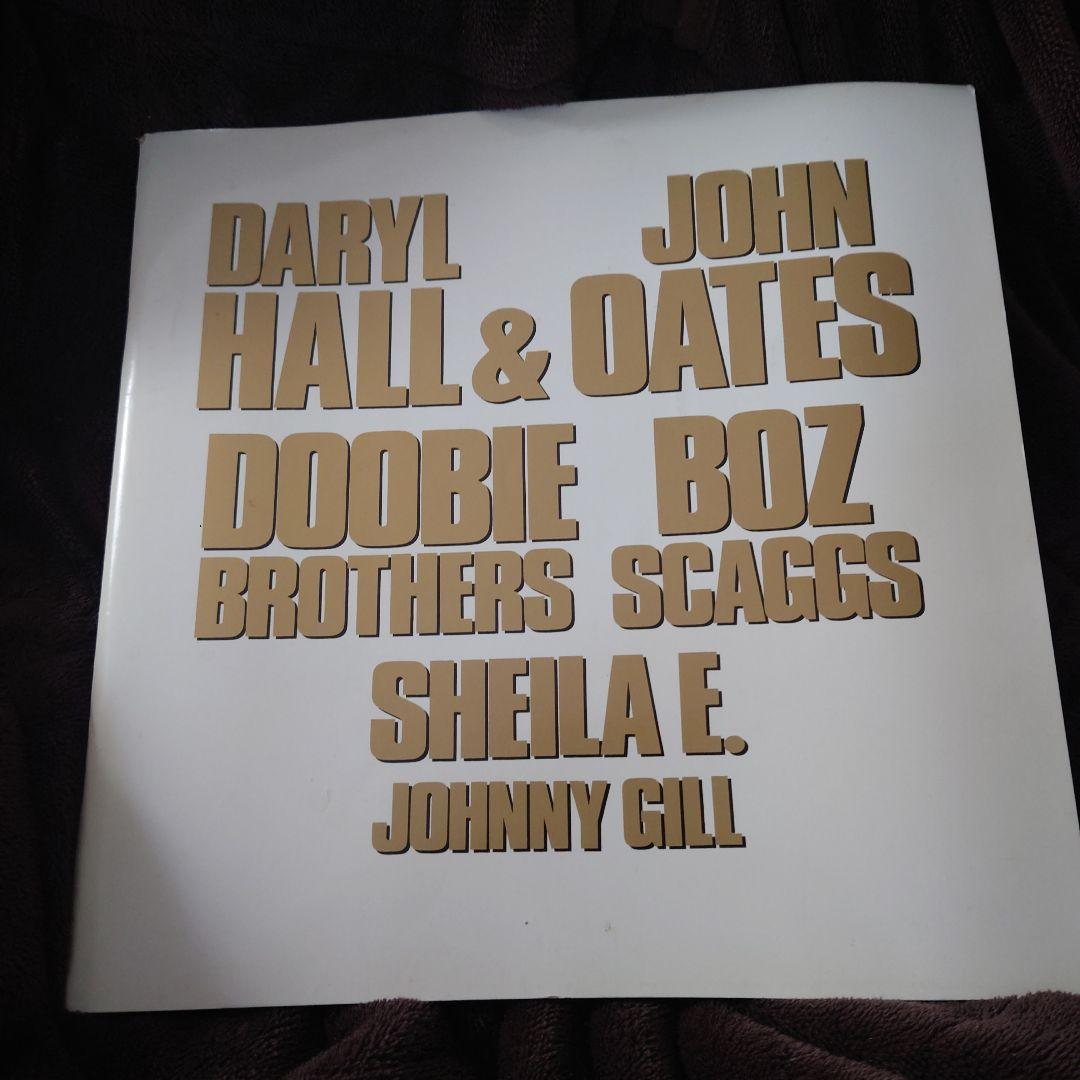 DARYL JOHN
HALL & OATES
DOOBIE BOZ
BROTHERS SCAGGS
SHEILA E.
JOHNNY GILL